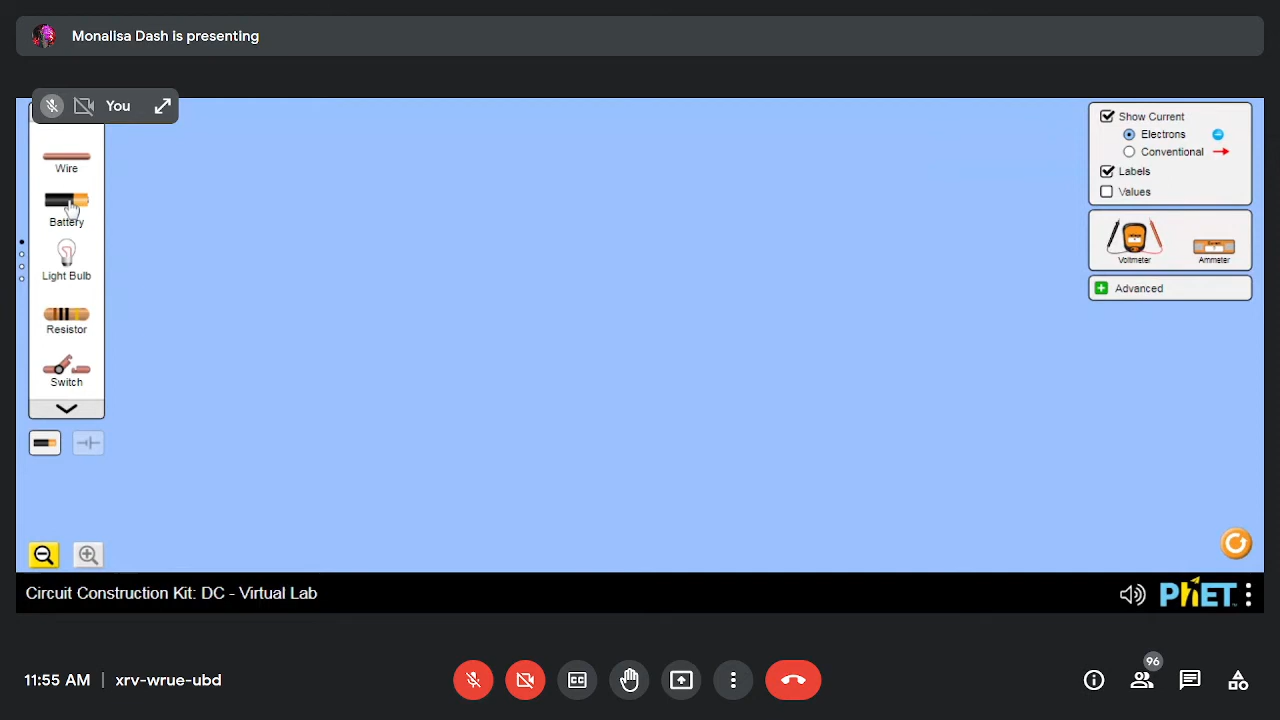 Monalisa Dash is presenting
You
Wire
Battery
Light Bulb
Resistor
Switch
Show Current
Electrons
Conventional
Labels
Values
Voltmeter
Ammeter
Advanced
Circuit Construction Kit: DC - Virtual Lab
PhET
11:55 AM | xrv-wrue-ubd
96